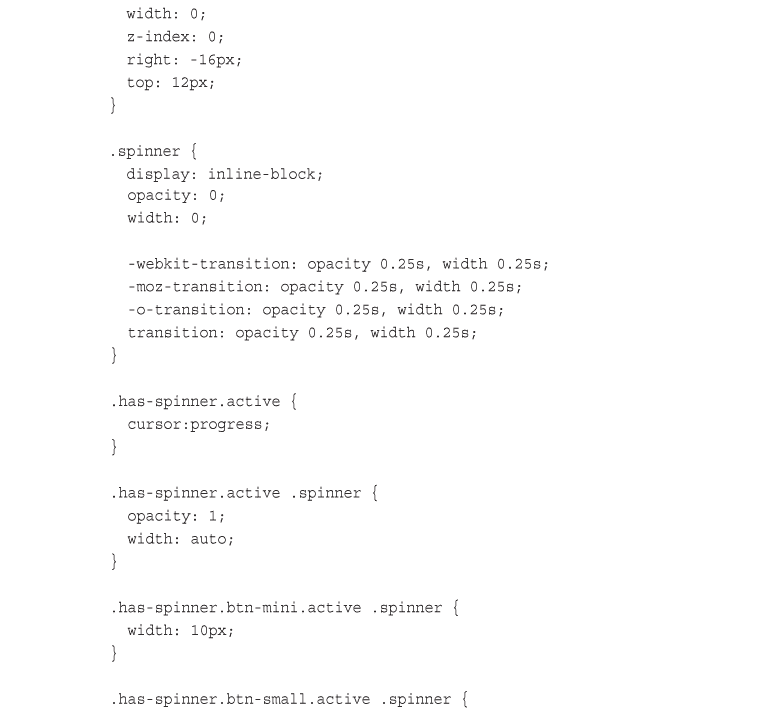 width: 0;
z-index: 0;
right: -16px;
top: 12px;
}
.spinner {
display: inline-block;
opacity: 0;
width: 0;
-webkit-transition: opacity 0.25s, width 0.25s;
-moz-transition: opacity 0.25s, width 0.25s;
-o-transition: opacity 0.25s, width 0.25s;
transition: opacity 0.25s, width 0.25s;
}
.has-spinner.active {
cursor:progress;
}
.has-spinner.active .spinner {
opacity: 1;
width: auto;
}
.has-spinner.btn-mini.active .spinner {
width: 10px;
}
.has-spinner.btn-small.active .spinner {